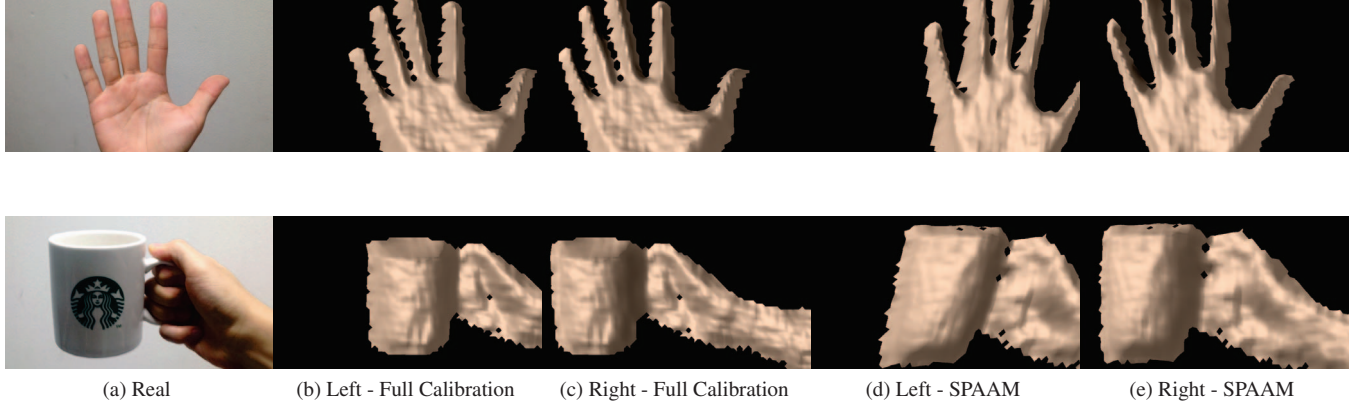 (a) Real
(b) Left - Full Calibration
(c) Right - Full Calibration
(d) Left - SPAAM
(e) Right - SPAAM